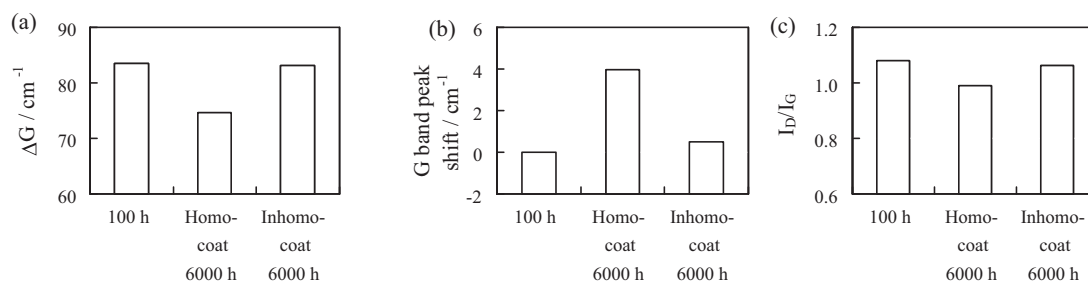 (a)
ΔG / cm⁻¹
90
80
70
60
100 h
Homo-
coat
6000 h
Inhomo-
coat
6000 h
(b)
G band peak
shift / cm⁻¹
6
4
2
0
-2
100 h
Homo-
coat
6000 h
Inhomo-
coat
6000 h
(c)
I_D/I_G
1.2
1.0
0.8
0.6
100 h
Homo-
coat
6000 h
Inhomo-
coat
6000 h